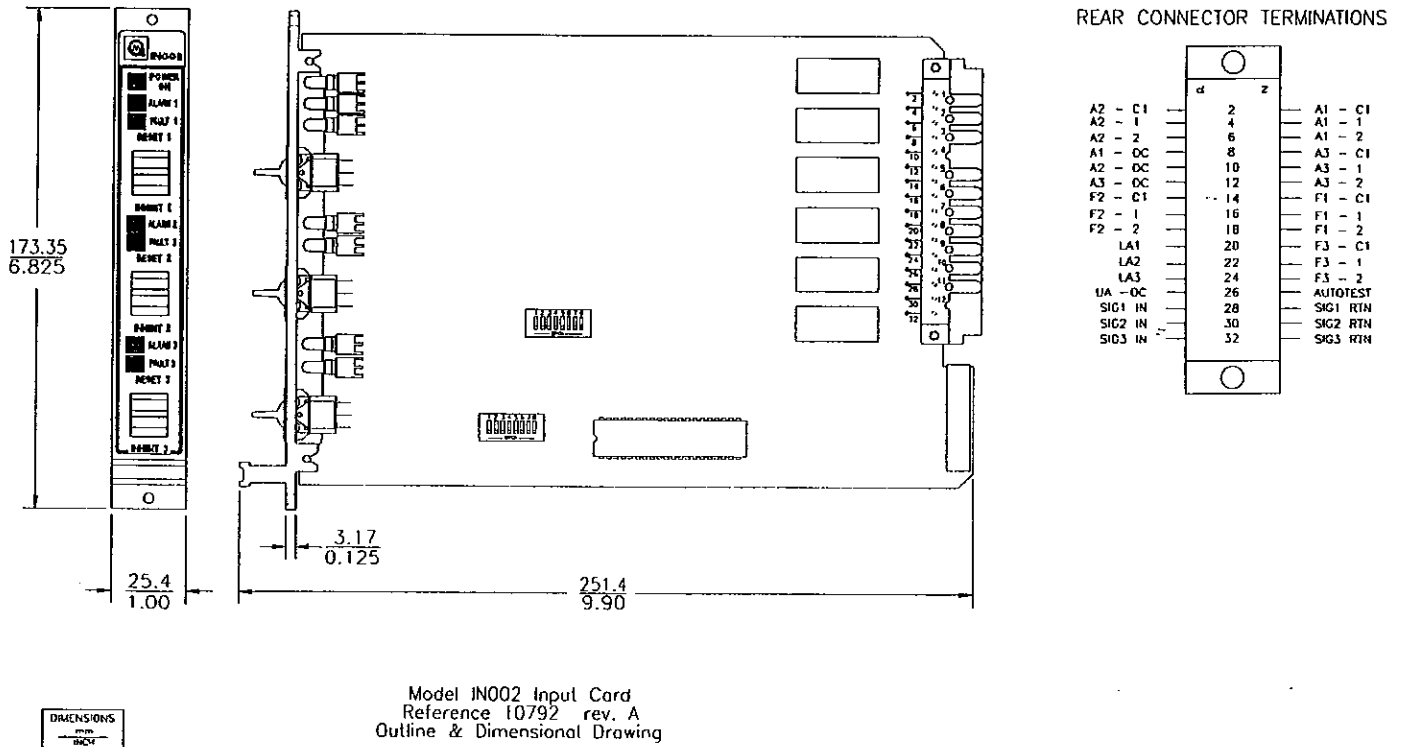 REAR CONNECTOR TERMINATIONS
POWER
ON
ALARM 1
FAULT 1
RESET 1
ALARM 2
FAULT 2
RESET 2
ALARM 3
FAULT 3
RESET 3
173.35
6.825
25.4
1.00
3.17
0.125
251.4
9.90
d z
A2 - C1 2 A1 - C1
A2 - 1 4 A1 - 1
A2 - 2 6 A1 - 2
A1 - OC 8 A3 - C1
A2 - OC 10 A3 - 1
A3 - OC 12 A3 - 2
F2 - C1 14 F1 - C1
F2 - 1 16 F1 - 1
F2 - 2 18 F1 - 2
LA1 20 F3 - C1
LA2 22 F3 - 1
LA3 24 F3 - 2
UA - OC 26 AUTOTEST
SIG1 IN 28 SIG1 RTN
SIG2 IN 30 SIG2 RTN
SIG3 IN 32 SIG3 RTN
Model IN002 Input Card
Reference 10792 rev. A
Outline & Dimensional Drawing
DIMENSIONS
mm
INCH